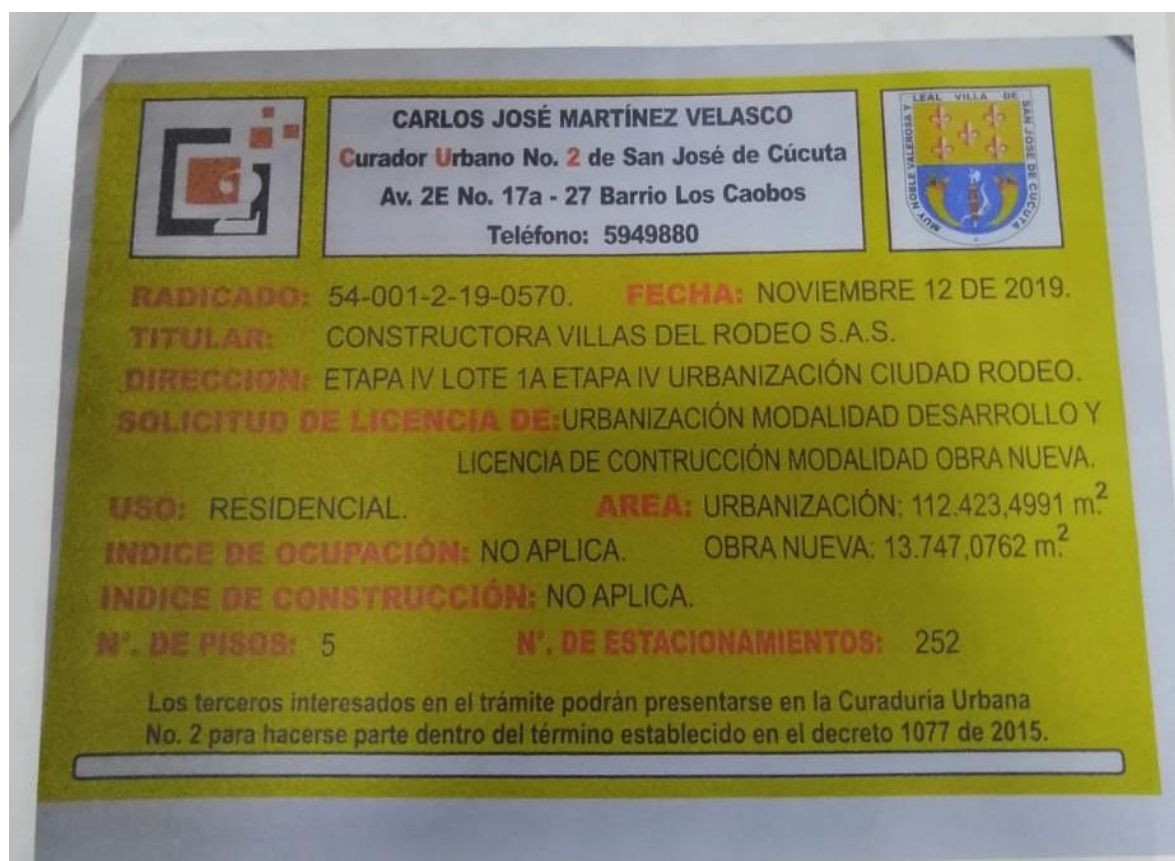 CARLOS JOSÉ MARTÍNEZ VELASCO
Curador Urbano No. 2 de San José de Cúcuta
Av. 2E No. 17a - 27 Barrio Los Caobos
Teléfono: 5949880
MUY NOBLE VALEROSA Y LEAL VILLA DE SAN JOSE DE CUCUTA
RADICADO: 54-001-2-19-0570. FECHA: NOVIEMBRE 12 DE 2019.
TITULAR: CONSTRUCTORA VILLAS DEL RODEO S.A.S.
DIRECCION: ETAPA IV LOTE 1A ETAPA IV URBANIZACIÓN CIUDAD RODEO.
SOLICITUD DE LICENCIA DE: URBANIZACIÓN MODALIDAD DESARROLLO Y
LICENCIA DE CONTRUCCIÓN MODALIDAD OBRA NUEVA.
USO: RESIDENCIAL. AREA: URBANIZACIÓN: 112.423,4991 m².
INDICE DE OCUPACIÓN: NO APLICA. OBRA NUEVA: 13.747,0762 m².
INDICE DE CONSTRUCCIÓN: NO APLICA.
N°. DE PISOS: 5 N°. DE ESTACIONAMIENTOS: 252
Los terceros interesados en el trámite podrán presentarse en la Curaduría Urbana
No. 2 para hacerse parte dentro del término establecido en el decreto 1077 de 2015.